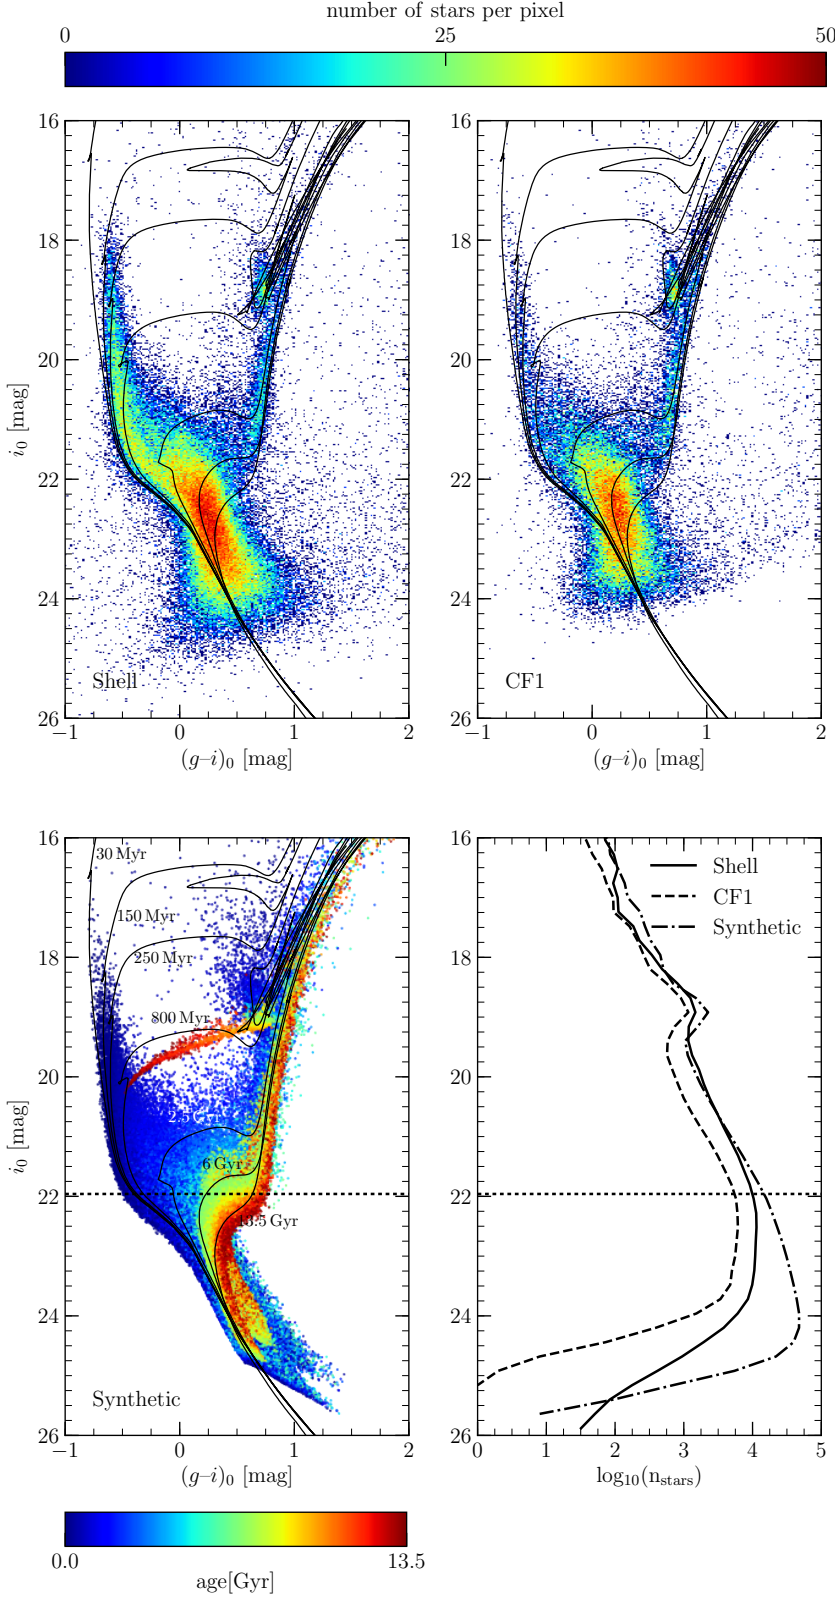 number of stars per pixel
0 25 50
16 16
18 18
20 20
22 22
24 24
26 26
i₀ [mag]
Shell CF1
−1 0 1 2 −1 0 1 2
(g–i)₀ [mag] (g–i)₀ [mag]
16 16
18 18
20 20
22 22
24 24
26 26
i₀ [mag]
30 Myr
150 Myr
250 Myr
800 Myr
6 Gyr
13.5 Gyr
Synthetic
Shell
CF1
Synthetic
−1 0 1 2 0 1 2 3 4 5
(g–i)₀ [mag] log₁₀(nstars)
0.0 13.5
age[Gyr]